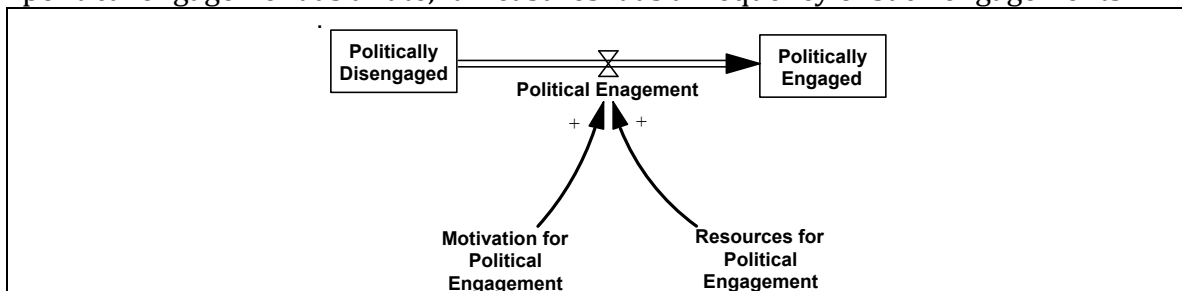 Politically
Disengaged
Politically
Engaged
Political Enagement
+ +
Motivation for
Political
Engagement
Resources for
Political
Engagement